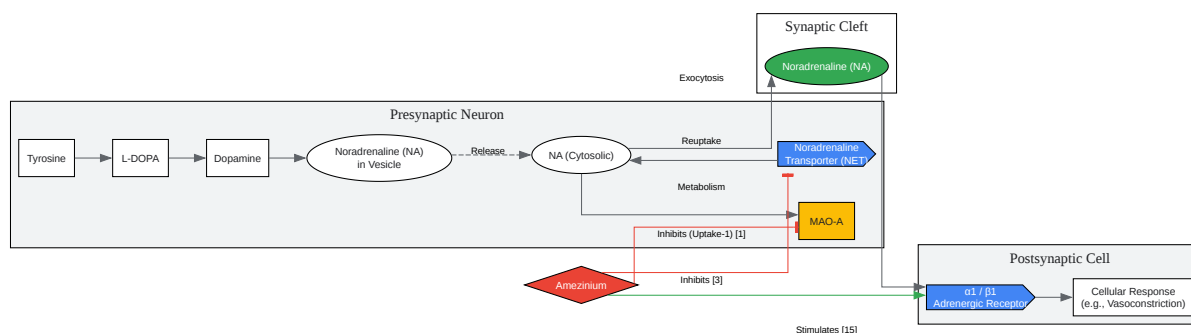 Synaptic Cleft
Noradrenaline (NA)
Exocytosis
Presynaptic Neuron
Tyrosine
L-DOPA
Dopamine
Noradrenaline (NA)
in Vesicle
Release
NA (Cytosolic)
Reuptake
Noradrenaline
Transporter (NET)
Metabolism
MAO-A
Inhibits (Uptake-1) [1]
Inhibits [3]
Amezinium
Postsynaptic Cell
α1 / β1
Adrenergic Receptor
Cellular Response
(e.g., Vasoconstriction)
Stimulates [15]